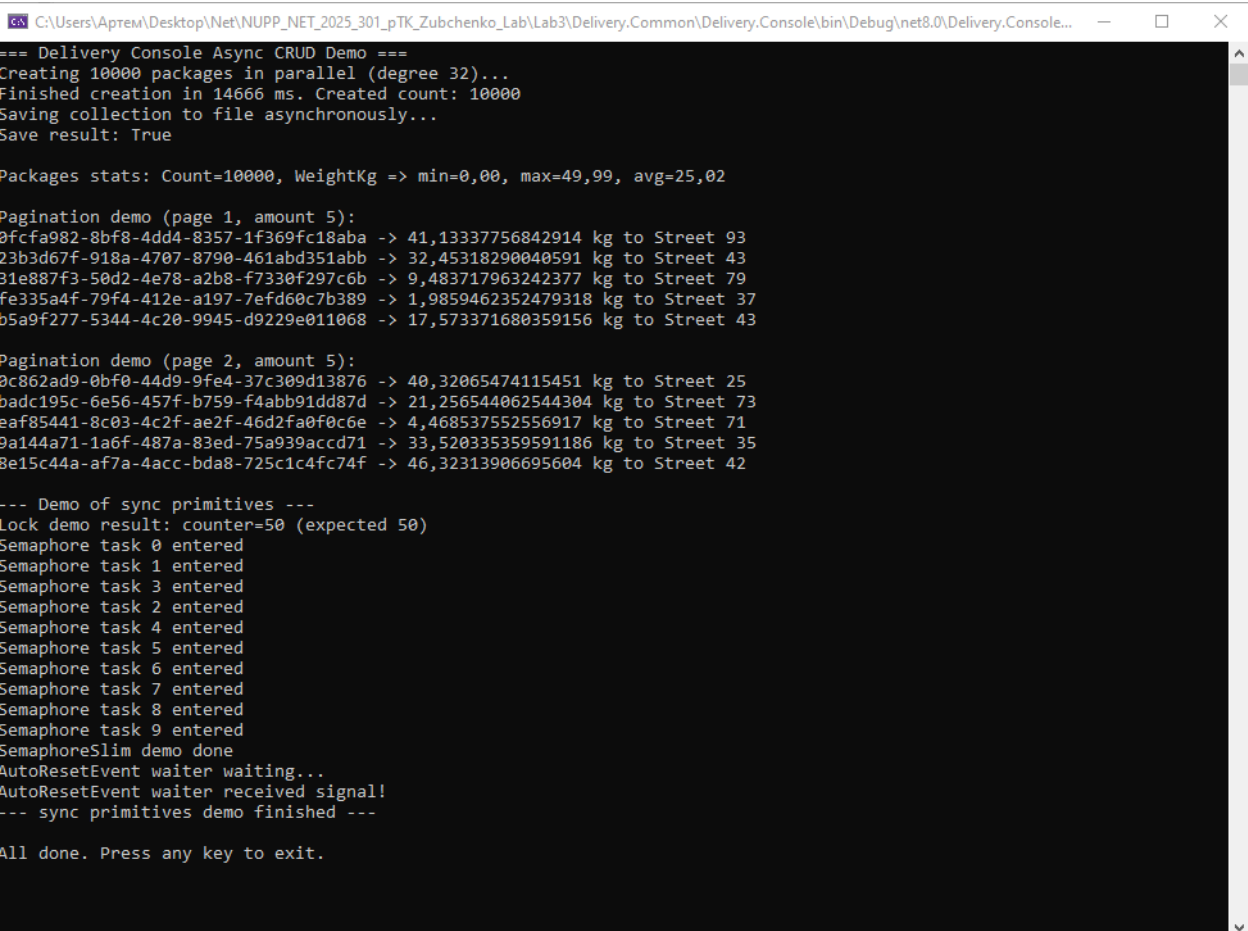 C:\Users\Артем\Desktop\Net\NUPP_NET_2025_301_pTK_Zubchenko_Lab\Lab3\Delivery.Common\Delivery.Console\bin\Debug\net8.0\Delivery.Console...
=== Delivery Console Async CRUD Demo ===
Creating 10000 packages in parallel (degree 32)...
Finished creation in 14666 ms. Created count: 10000
Saving collection to file asynchronously...
Save result: True
Packages stats: Count=10000, WeightKg => min=0,00, max=49,99, avg=25,02
Pagination demo (page 1, amount 5):
0fcfa982-8bf8-4dd4-8357-1f369fc18aba -> 41,13337756842914 kg to Street 93
23b3d67f-918a-4707-8790-461abd351abb -> 32,45318290040591 kg to Street 43
31e887f3-50d2-4e78-a2b8-f7330f297c6b -> 9,483717963242377 kg to Street 79
fe335a4f-79f4-412e-a197-7efd60c7b389 -> 1,9859462352479318 kg to Street 37
b5a9f277-5344-4c20-9945-d9229e011068 -> 17,573371680359156 kg to Street 43
Pagination demo (page 2, amount 5):
0c862ad9-0bf0-44d9-9fe4-37c309d13876 -> 40,32065474115451 kg to Street 25
badc195c-6e56-457f-b759-f4abb91dd87d -> 21,256544062544304 kg to Street 73
eaf85441-8c03-4c2f-ae2f-46d2fa0f0c6e -> 4,468537552556917 kg to Street 71
9a144a71-1a6f-487a-83ed-75a939accd71 -> 33,520335359591186 kg to Street 35
8e15c44a-af7a-4acc-bda8-725c1c4fc74f -> 46,32313906695604 kg to Street 42
--- Demo of sync primitives ---
Lock demo result: counter=50 (expected 50)
Semaphore task 0 entered
Semaphore task 1 entered
Semaphore task 3 entered
Semaphore task 2 entered
Semaphore task 4 entered
Semaphore task 5 entered
Semaphore task 6 entered
Semaphore task 7 entered
Semaphore task 8 entered
Semaphore task 9 entered
SemaphoreSlim demo done
AutoResetEvent waiter waiting...
AutoResetEvent waiter received signal!
--- sync primitives demo finished ---
All done. Press any key to exit.